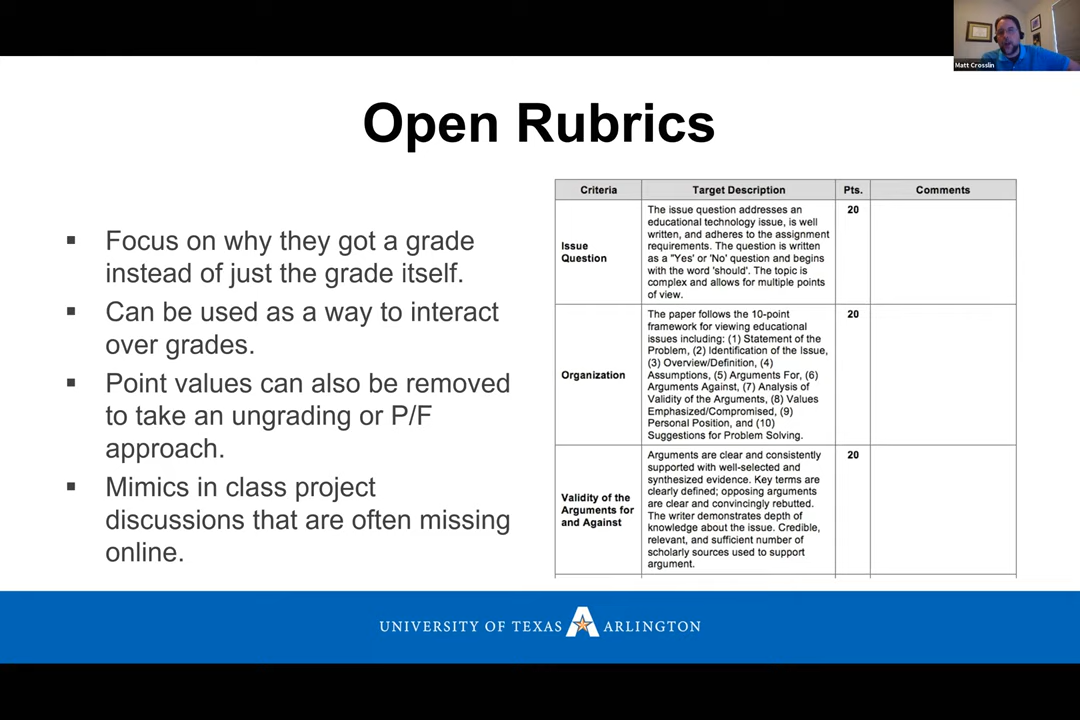 Matt Crosslin
Open Rubrics
Focus on why they got a grade
instead of just the grade itself.
Can be used as a way to interact
over grades.
Point values can also be removed
to take an ungrading or P/F
approach.
Mimics in class project
discussions that are often missing
online.
Criteria Target Description Pts. Comments
Issue
Question
The issue question addresses an
educational technology issue, is well
written, and adheres to the assignment
requirements. The question is written
as a "Yes' or 'No' question and begins
with the word 'should'. The topic is
complex and allows for multiple points
of view.
20
Organization
The paper follows the 10-point
framework for viewing educational
issues including: (1) Statement of the
Problem, (2) Identification of the Issue,
(3) Overview/Definition, (4)
Assumptions, (5) Arguments For, (6)
Arguments Against, (7) Analysis of
Validity of the Arguments, (8) Values
Emphasized/Compromised, (9)
Personal Position, and (10)
Suggestions for Problem Solving.
20
Validity of the
Arguments for
and Against
Arguments are clear and consistently
supported with well-selected and
synthesized evidence. Key terms are
clearly defined; opposing arguments
are clear and convincingly rebutted.
The writer demonstrates depth of
knowledge about the issue. Credible,
relevant, and sufficient number of
scholarly sources used to support
argument.
20
UNIVERSITY OF TEXAS A ARLINGTON